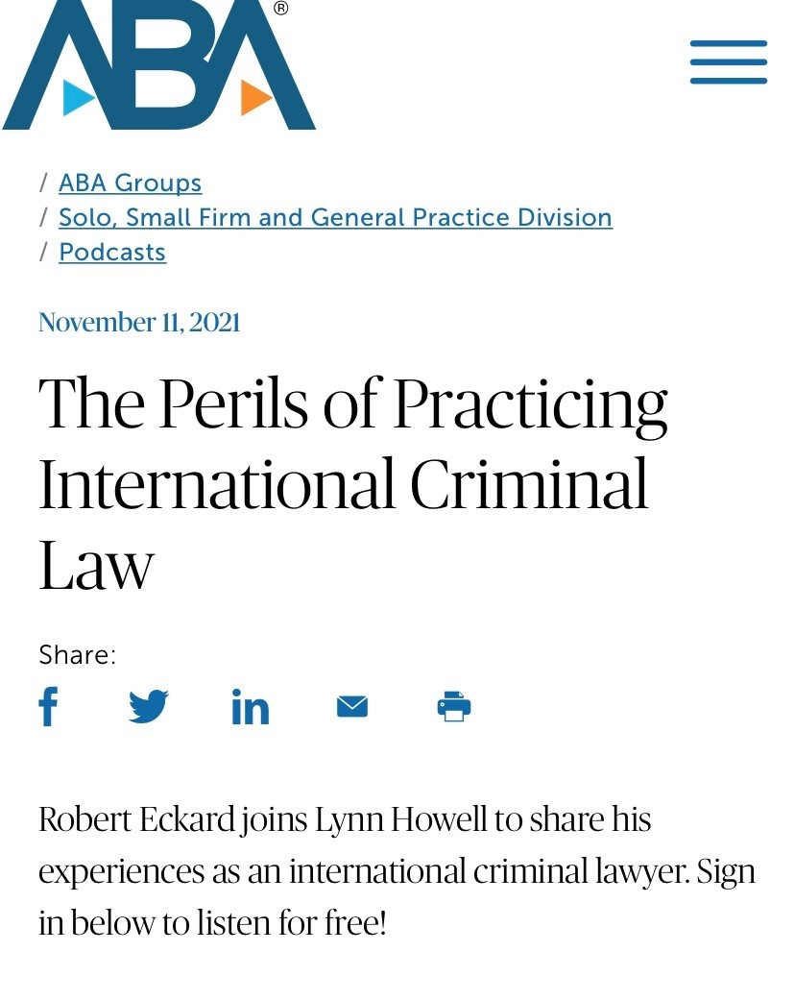 ABA®
/ ABA Groups
/ Solo, Small Firm and General Practice Division
/ Podcasts
November 11, 2021
The Perils of Practicing
International Criminal
Law
Share:
Robert Eckard joins Lynn Howell to share his
experiences as an international criminal lawyer. Sign
in below to listen for free!